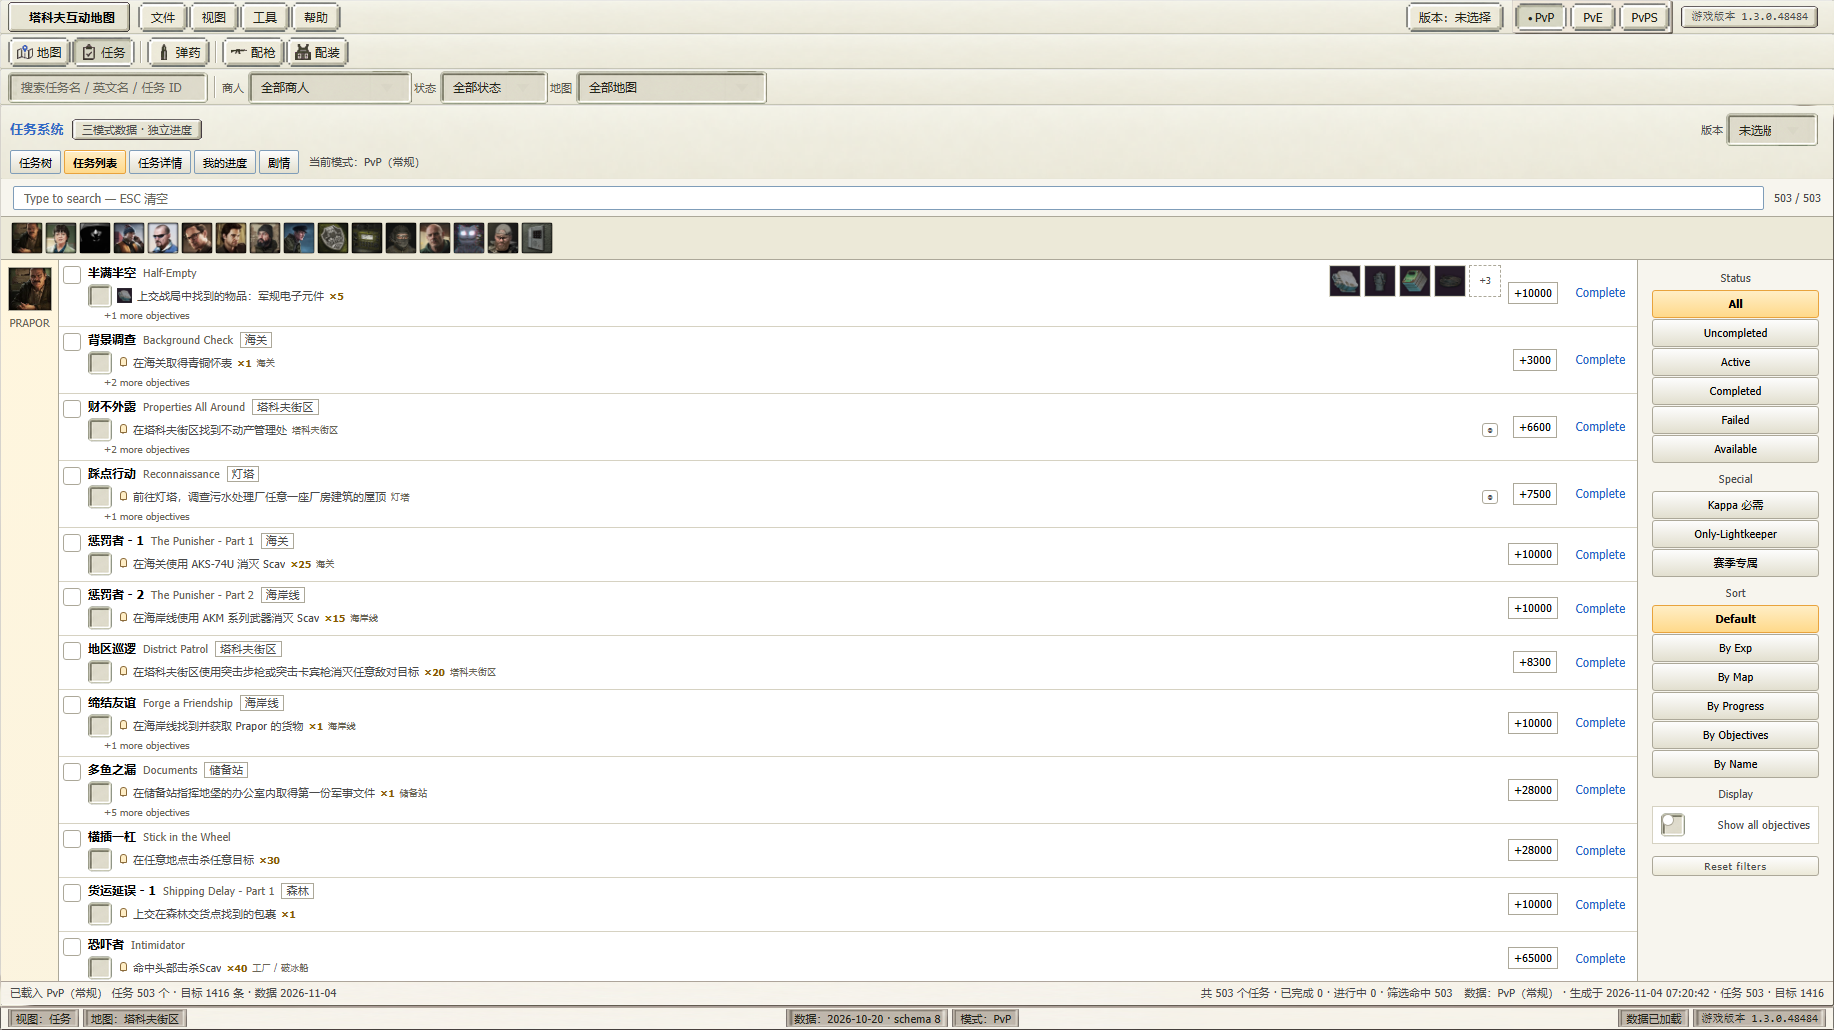 塔科夫互动地图 文件 视图 工具 帮助 版本: 未选择 •PvP PvE PvPS 游戏版本 1.3.0.48484
地图 任务 弹药 配枪 配装
搜索任务名 / 英文名 / 任务 ID 商人 全部商人 状态 全部状态 地图 全部地图
任务系统 三模式数据 · 独立进度 版本 未选版
任务树 任务列表 任务详情 我的进度 剧情 当前模式: PvP (常规)
Type to search — ESC 清空 503 / 503
PRAPOR
半满半空 Half-Empty
上交战局中找到的物品: 军规电子元件 ×5
+1 more objectives
+3 +10000 Complete
背景调查 Background Check 海关
在海关取得青铜怀表 ×1 海关
+2 more objectives
+3000 Complete
财不外露 Properties All Around 塔科夫街区
在塔科夫街区找到不动产管理处 塔科夫街区
+2 more objectives
+6600 Complete
踩点行动 Reconnaissance 灯塔
前往灯塔，调查污水处理厂任意一座厂房建筑的屋顶 灯塔
+1 more objectives
+7500 Complete
惩罚者 - 1 The Punisher - Part 1 海关
在海关使用 AKS-74U 消灭 Scav ×25 海关
+10000 Complete
惩罚者 - 2 The Punisher - Part 2 海岸线
在海岸线使用 AKM 系列武器消灭 Scav ×15 海岸线
+10000 Complete
地区巡逻 District Patrol 塔科夫街区
在塔科夫街区使用突击步枪或突击卡宾枪消灭任意敌对目标 ×20 塔科夫街区
+8300 Complete
缔结友谊 Forge a Friendship 海岸线
在海岸线找到并获取 Prapor 的货物 ×1 海岸线
+1 more objectives
+10000 Complete
多鱼之漏 Documents 储备站
在储备站指挥地堡的办公室内取得第一份军事文件 ×1 储备站
+5 more objectives
+28000 Complete
横插一杠 Stick in the Wheel
在任意地点击杀任意目标 ×30
+28000 Complete
货运延误 - 1 Shipping Delay - Part 1 森林
上交在森林交货点找到的包裹 ×1
+10000 Complete
恐吓者 Intimidator
命中头部击杀Scav ×40 工厂 / 破冰船
+65000 Complete
Status
All
Uncompleted
Active
Completed
Failed
Available
Special
Kappa 必需
Only-Lightkeeper
赛季专属
Sort
Default
By Exp
By Map
By Progress
By Objectives
By Name
Display
Show all objectives
Reset filters
已载入 PvP (常规) 任务 503 个 · 目标 1416 条 · 数据 2026-11-04 共 503 个任务 · 已完成 0 · 进行中 0 · 筛选命中 503 数据: PvP (常规) · 生成于 2026-11-04 07:20:42 · 任务 503 · 目标 1416
视图: 任务 地图: 塔科夫街区 数据: 2026-10-20 · schema 8 模式: PvP 数据已加载 游戏版本 1.3.0.48484